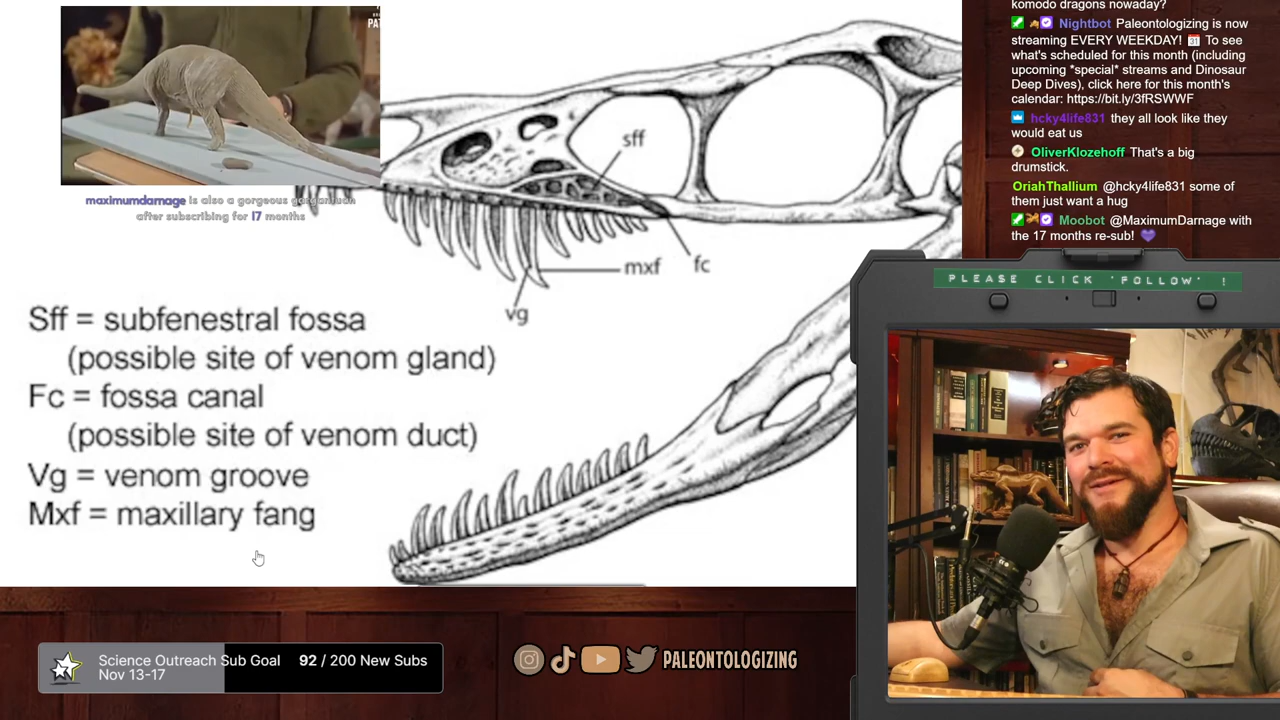 PA
maximumdamage is also a gorgeous gargantuan
after subscribing for 17 months
sff
mxf
fc
vg
Sff = subfenestral fossa
(possible site of venom gland)
Fc = fossa canal
(possible site of venom duct)
Vg = venom groove
Mxf = maxillary fang
komodo dragons nowaday?
Nightbot Paleontologizing is now
streaming EVERY WEEKDAY! 📅 To see
what's scheduled for this month (including
upcoming *special* streams and Dinosaur
Deep Dives), click here for this month's
calendar: https://bit.ly/3fRSWWF
hcky4life831 they all look like they
would eat us
OliverKlozehoff That's a big
drumstick.
OriahThallium @hcky4life831 some of
them just want a hug
Moobot @MaximumDarnage with
the 17 months re-sub! 💜
PLEASE CLICK 'FOLLOW' !
Science Outreach Sub Goal 92 / 200 New Subs
Nov 13-17
PALEONTOLOGIZING